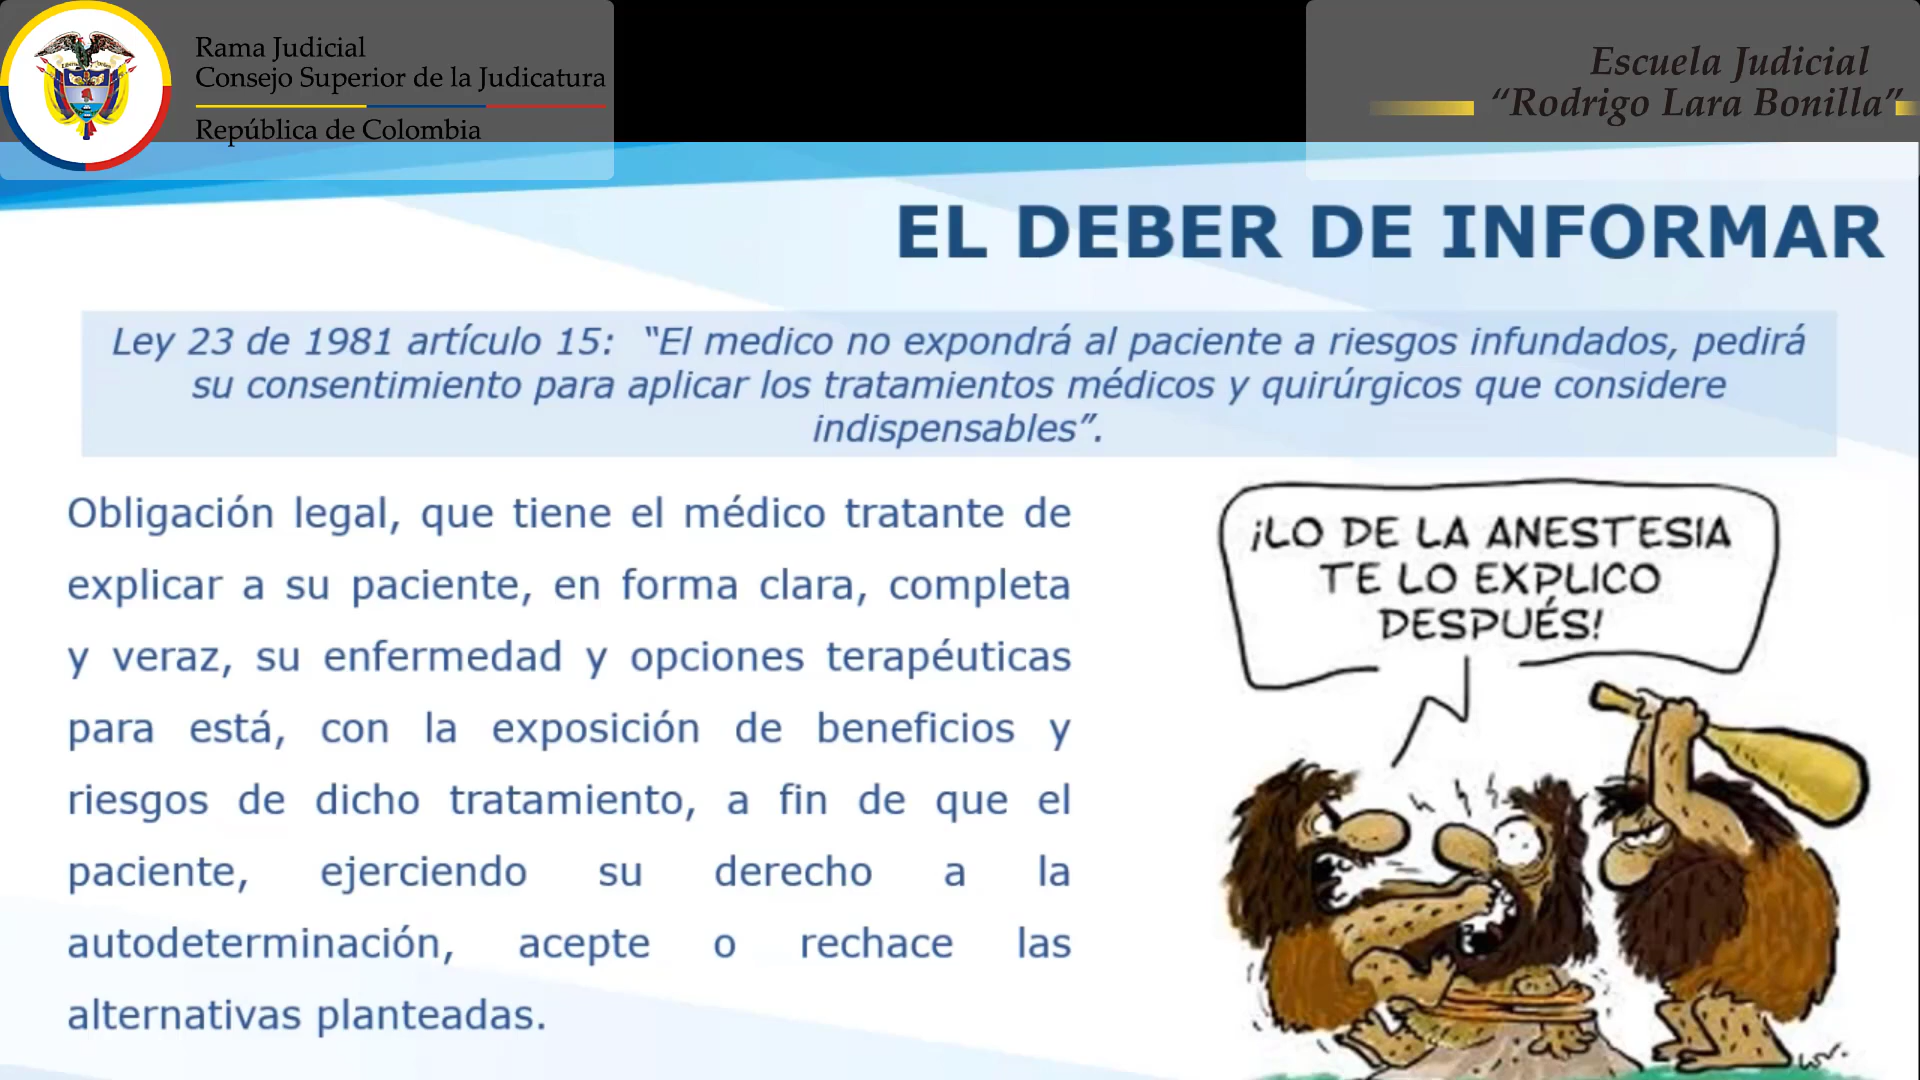 Rama Judicial
Consejo Superior de la Judicatura
República de Colombia
Escuela Judicial
“Rodrigo Lara Bonilla”
EL DEBER DE INFORMAR
Ley 23 de 1981 artículo 15:  “El medico no expondrá al paciente a riesgos infundados, pedirá
su consentimiento para aplicar los tratamientos médicos y quirúrgicos que considere
indispensables”.
Obligación legal, que tiene el médico tratante de
explicar a su paciente, en forma clara, completa
y veraz, su enfermedad y opciones terapéuticas
para está, con la exposición de beneficios y
riesgos de dicho tratamiento, a fin de que el
paciente, ejerciendo su derecho a la
autodeterminación, acepte o rechace las
alternativas planteadas.
¡LO DE LA ANESTESIA
TE LO EXPLICO
DESPUÉS!